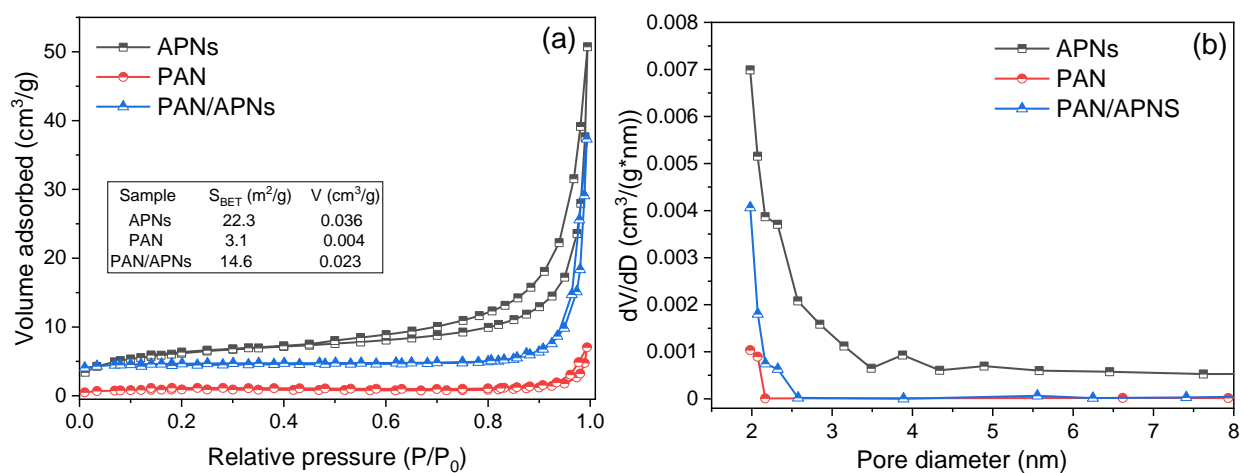 (a)
APNs
PAN
PAN/APNs
Sample S_BET (m²/g) V (cm³/g)
APNs 22.3 0.036
PAN 3.1 0.004
PAN/APNs 14.6 0.023
Volume adsorbed (cm³/g)
50
40
30
20
10
0
0.0 0.2 0.4 0.6 0.8 1.0
Relative pressure (P/P₀)
(b)
APNs
PAN
PAN/APNS
dV/dD (cm³/(g*nm))
0.008
0.007
0.006
0.005
0.004
0.003
0.002
0.001
0
2 3 4 5 6 7 8
Pore diameter (nm)